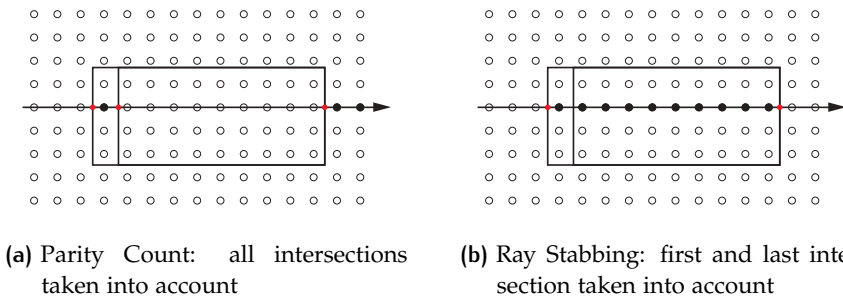 (a) Parity Count: all intersections
taken into account
(b) Ray Stabbing: first and last inte
section taken into account